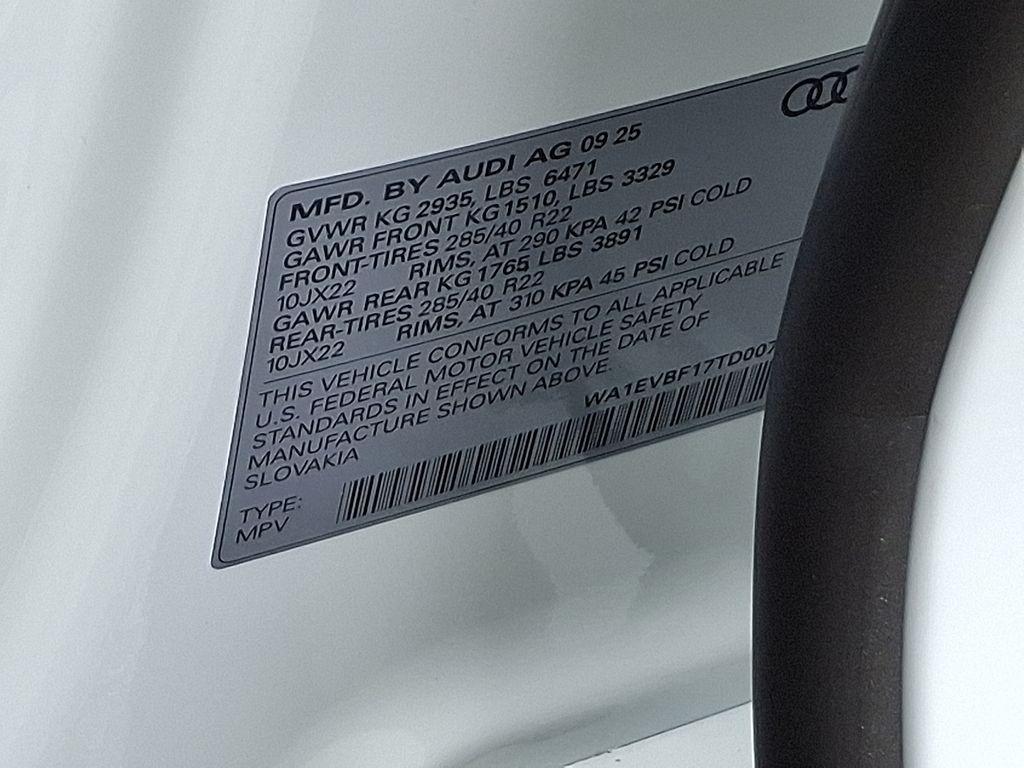 MFD. BY AUDI AG 09 25
GVWR KG 2935, LBS 6471
GAWR FRONT KG 1510, LBS 3329
FRONT-TIRES 285/40 R22
10JX22 RIMS, AT 290 KPA 42 PSI COLD
GAWR REAR KG 1765 LBS 3891
REAR-TIRES 285/40 R22
10JX22 RIMS, AT 310 KPA 45 PSI COLD
THIS VEHICLE CONFORMS TO ALL APPLICABLE
U.S. FEDERAL MOTOR VEHICLE SAFETY
STANDARDS IN EFFECT ON THE DATE OF
MANUFACTURE SHOWN ABOVE.
SLOVAKIA
WA1EVBF17TD007
TYPE:
MPV